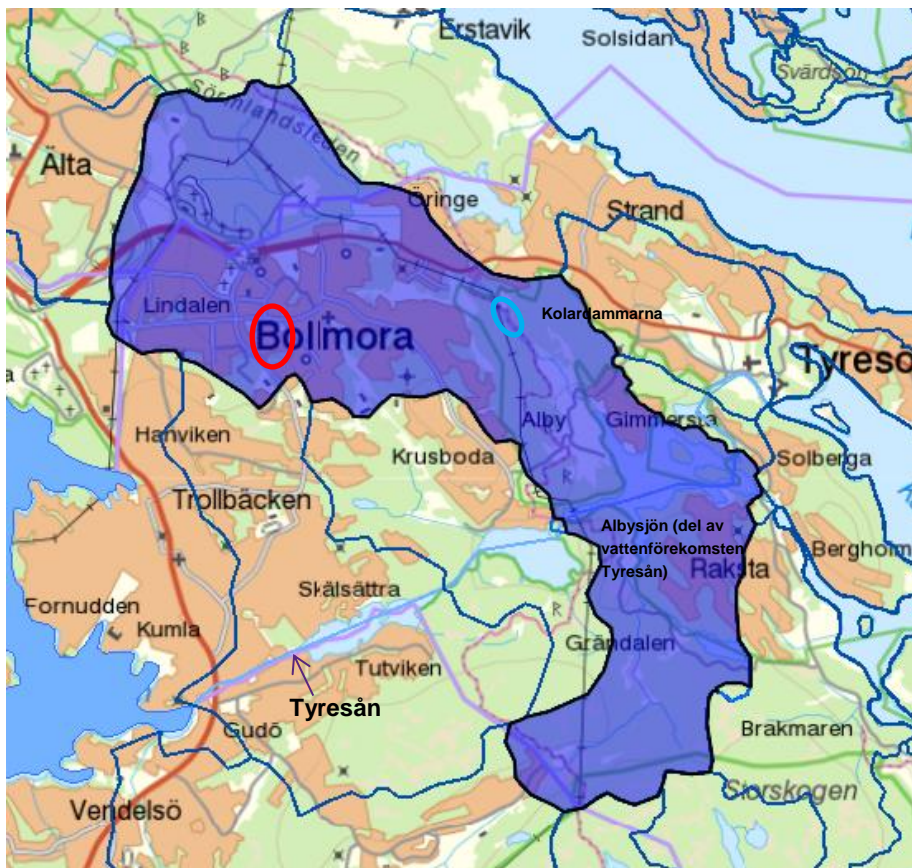 Erstavik
Solsidan
Svärdsön
Sörmlandsleden
Älta
Öringe
Strand
Lindalen
Kolardammarna
Bollmora
Tyresö
Alby
Gimmersta
Hanviken
Krusboda
Solberga
Trollbäcken
Albysjön (del av
vattenförekomsten
Tyresån)
Bergholm
Raksta
Skälsättra
Fornudden
Kumla
Grändalen
Tutviken
Tyresån
Gudö
Brakmaren
Storskogen
Vendelsö